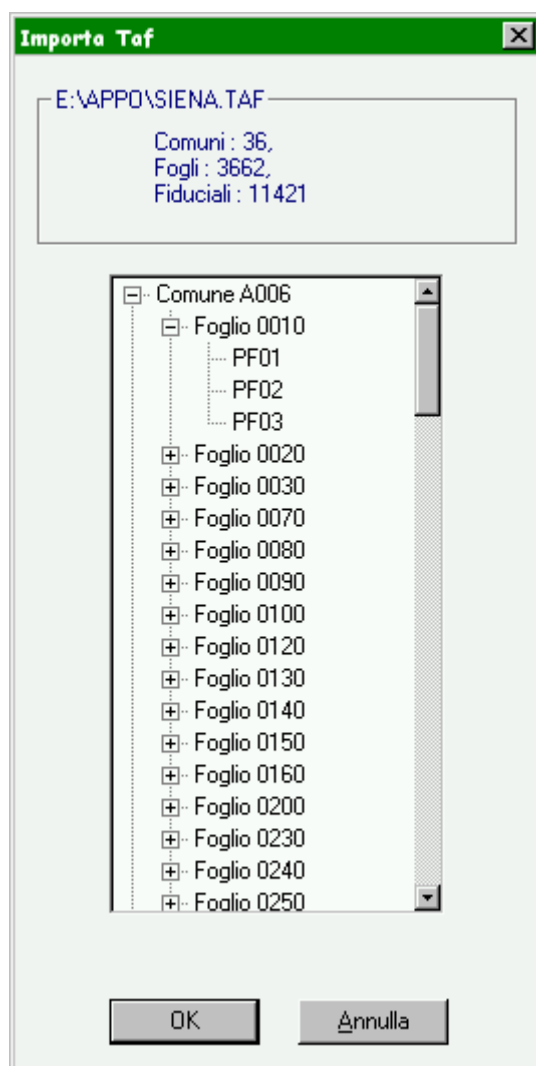 Importa Taf
E:\APPO\SIENA.TAF
Comuni : 36,
Fogli : 3662,
Fiduciali : 11421
Comune A006
Foglio 0010
PF01
PF02
PF03
Foglio 0020
Foglio 0030
Foglio 0070
Foglio 0080
Foglio 0090
Foglio 0100
Foglio 0120
Foglio 0130
Foglio 0140
Foglio 0150
Foglio 0160
Foglio 0200
Foglio 0230
Foglio 0240
Foglio 0250
OK
Annulla